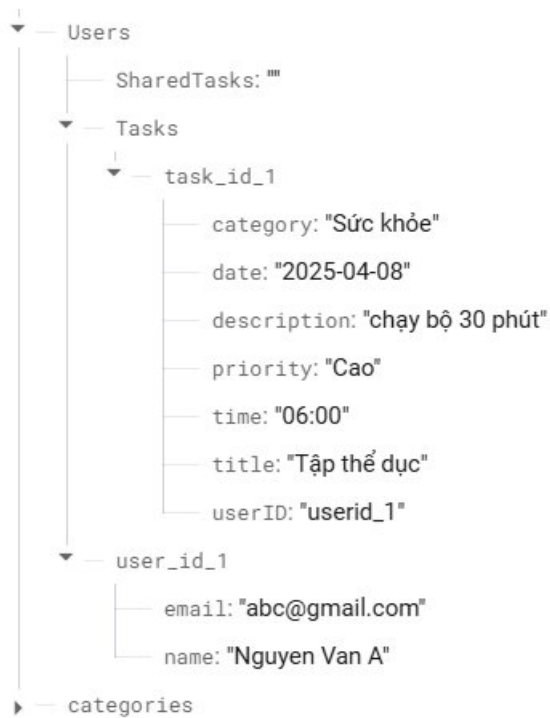 Users
SharedTasks: ""
Tasks
task_id_1
category: "Sức khỏe"
date: "2025-04-08"
description: "chạy bộ 30 phút"
priority: "Cao"
time: "06:00"
title: "Tập thể dục"
userID: "userid_1"
user_id_1
email: "abc@gmail.com"
name: "Nguyen Van A"
categories